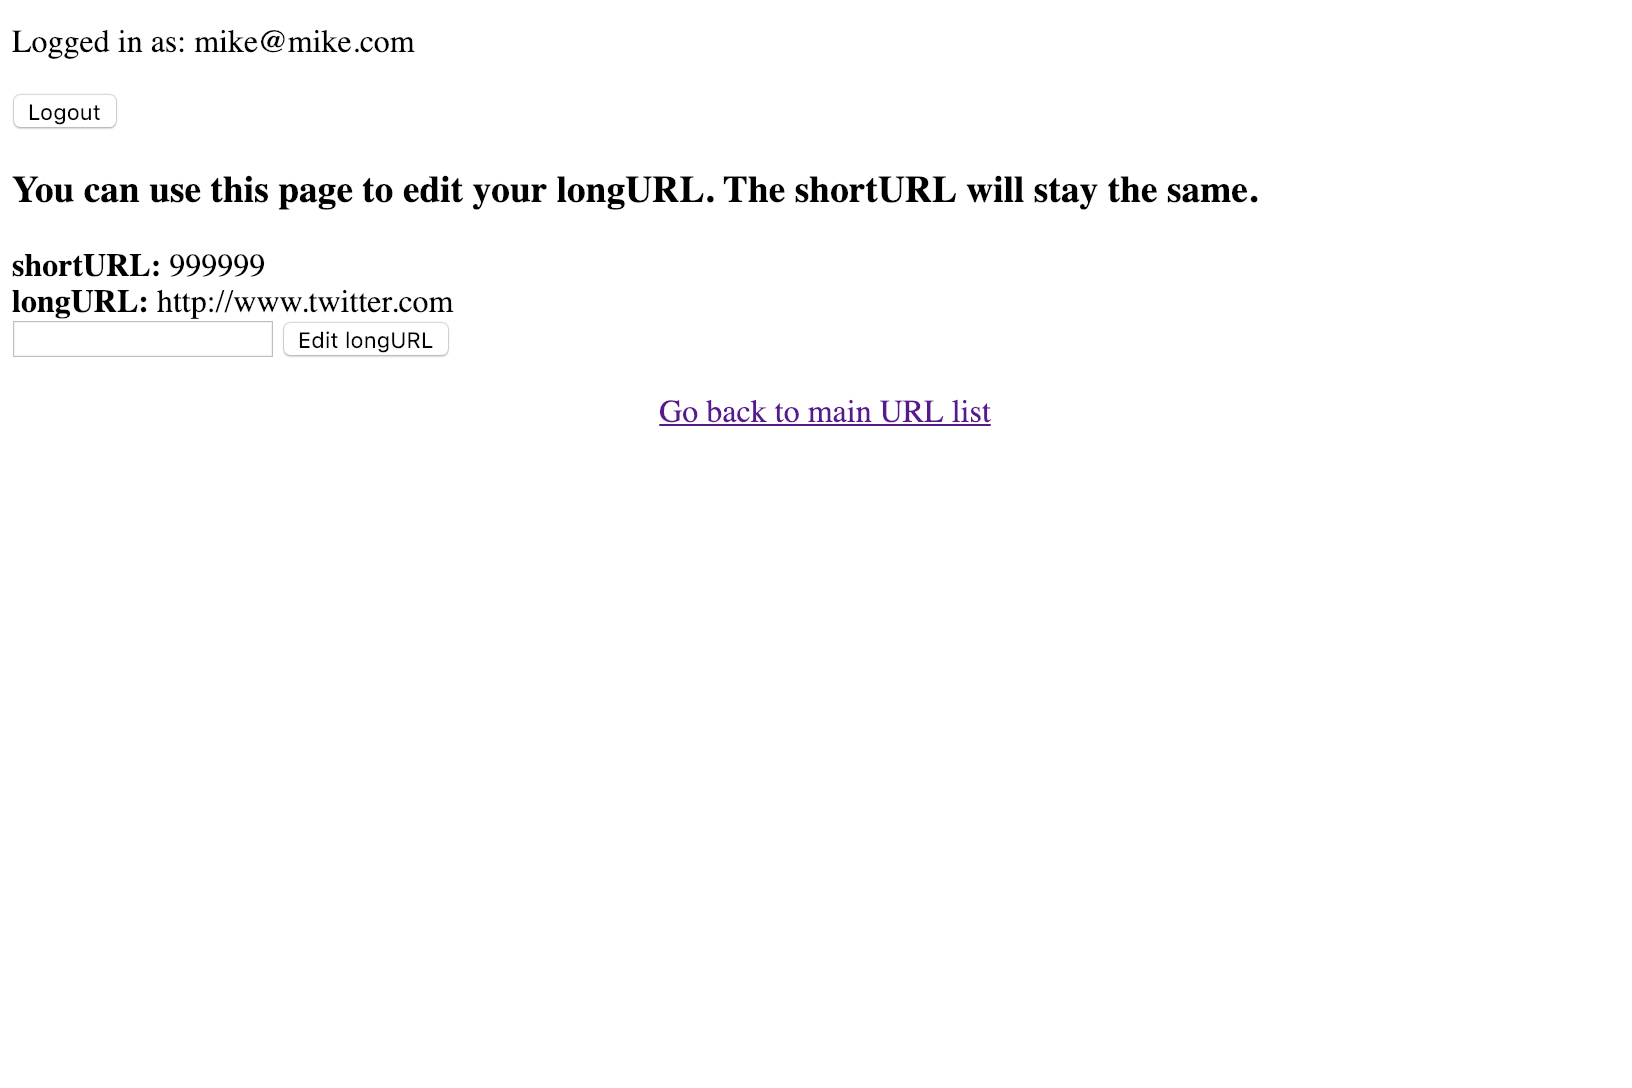 Logged in as: mike@mike.com
Logout
You can use this page to edit your longURL. The shortURL will stay the same.
shortURL: 999999
longURL: http://www.twitter.com
Edit longURL
Go back to main URL list